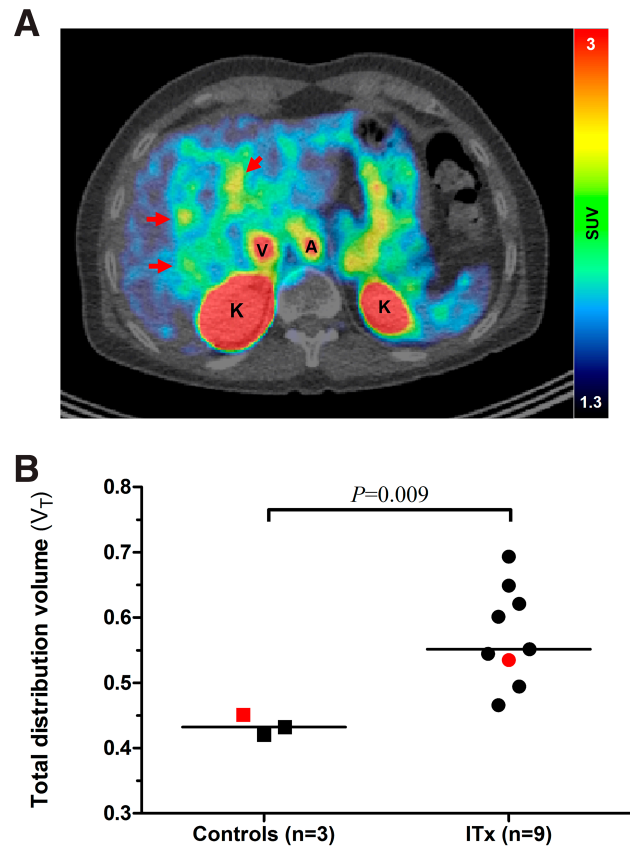 A
3
V
A
K
K
SUV
1.3
B
Total distribution volume (VT)
0.8
0.7
0.6
0.5
0.4
0.3
P=0.009
Controls (n=3)
ITx (n=9)